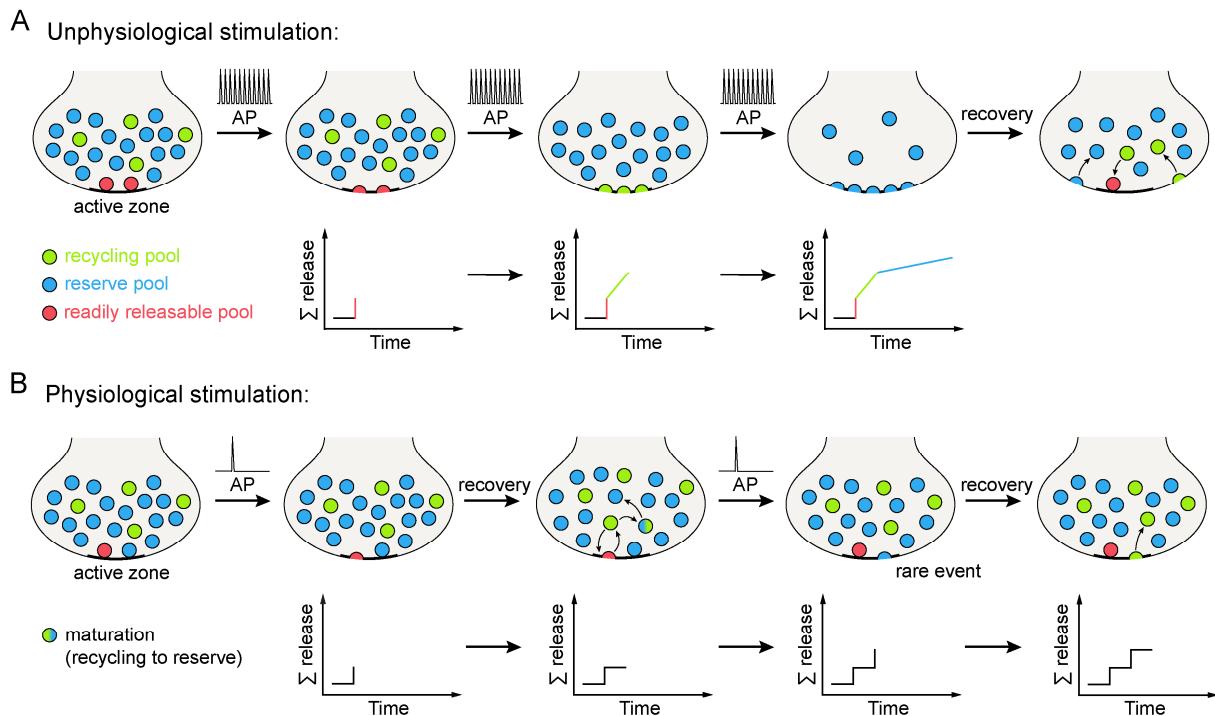 A
Unphysiological stimulation:
AP
AP
AP
recovery
active zone
recycling pool
reserve pool
readily releasable pool
Σ release
Time
Σ release
Time
Σ release
Time
B
Physiological stimulation:
AP
recovery
AP
recovery
active zone
rare event
maturation
(recycling to reserve)
Σ release
Time
Σ release
Time
Σ release
Time
Σ release
Time